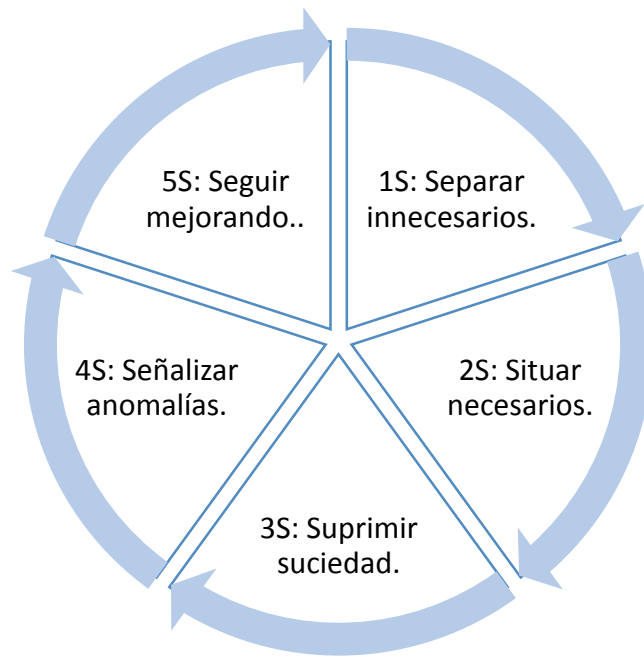 1S: Separar
innecesarios.
2S: Situar
necesarios.
3S: Suprimir
suciedad.
4S: Señalizar
anomalías.
5S: Seguir
mejorando..